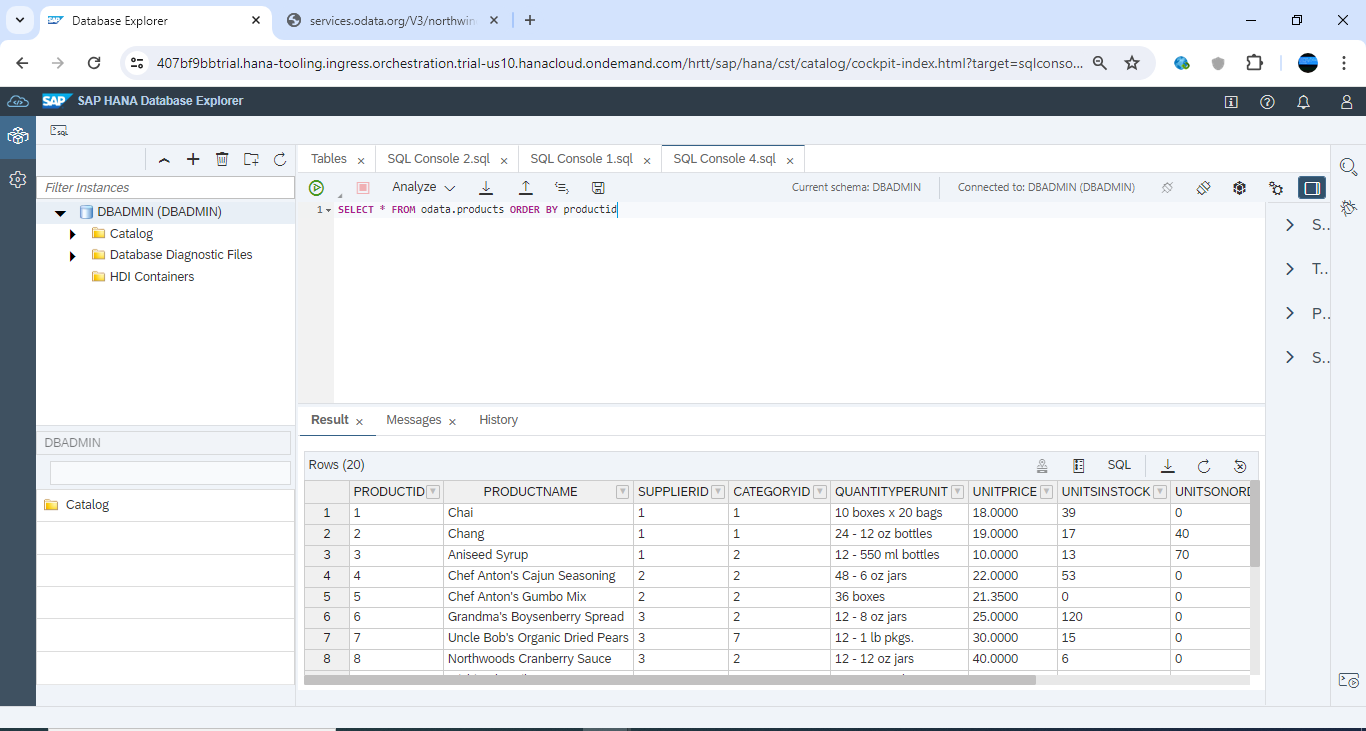 Database Explorer
services.odata.org/V3/northwin
407bf9bbtrial.hana-tooling.ingress.orchestration.trial-us10.hanacloud.ondemand.com/hrtt/sap/hana/cst/catalog/cockpit-index.html?target=sqlconso...
SAP SAP HANA Database Explorer
SQL
Filter Instances
DBADMIN (DBADMIN)
Catalog
Database Diagnostic Files
HDI Containers
DBADMIN
Catalog
Tables SQL Console 2.sql SQL Console 1.sql SQL Console 4.sql
Analyze Current schema: DBADMIN Connected to: DBADMIN (DBADMIN)
1 SELECT * FROM odata.products ORDER BY productid
S..
T..
P..
S..
Result Messages History
Rows (20) SQL
PRODUCTID PRODUCTNAME SUPPLIERID CATEGORYID QUANTITYPERUNIT UNITPRICE UNITSINSTOCK UNITSONORD
1 1 Chai 1 1 10 boxes x 20 bags 18.0000 39 0
2 2 Chang 1 1 24 - 12 oz bottles 19.0000 17 40
3 3 Aniseed Syrup 1 2 12 - 550 ml bottles 10.0000 13 70
4 4 Chef Anton's Cajun Seasoning 2 2 48 - 6 oz jars 22.0000 53 0
5 5 Chef Anton's Gumbo Mix 2 2 36 boxes 21.3500 0 0
6 6 Grandma's Boysenberry Spread 3 2 12 - 8 oz jars 25.0000 120 0
7 7 Uncle Bob's Organic Dried Pears 3 7 12 - 1 lb pkgs. 30.0000 15 0
8 8 Northwoods Cranberry Sauce 3 2 12 - 12 oz jars 40.0000 6 0